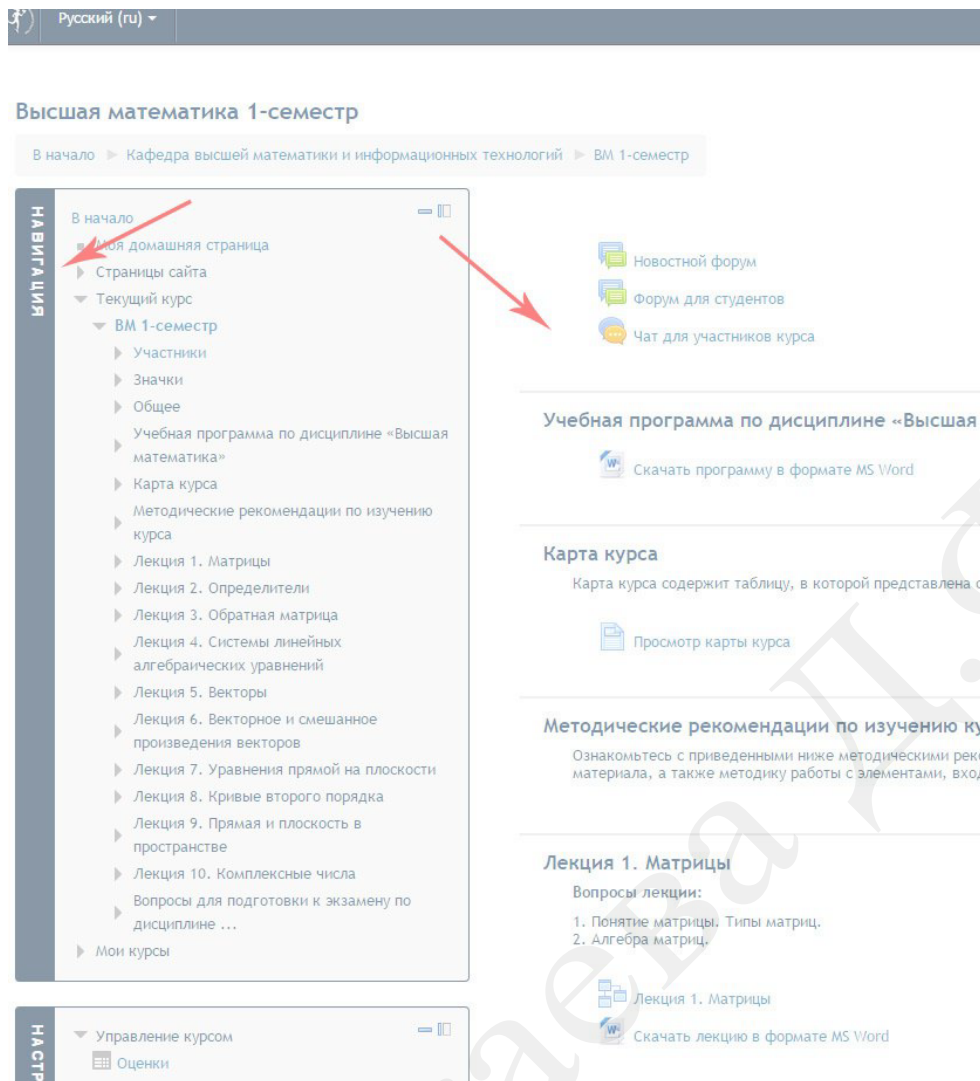 Русский (ru)
Высшая математика 1-семестр
В начало Кафедра высшей математики и информационных технологий ВМ 1-семестр
НАВИГАЦИЯ
В начало
Моя домашняя страница
Страницы сайта
Текущий курс
ВМ 1-семестр
Участники
Значки
Общее
Учебная программа по дисциплине «Высшая
математика»
Карта курса
Методические рекомендации по изучению
курса
Лекция 1. Матрицы
Лекция 2. Определители
Лекция 3. Обратная матрица
Лекция 4. Системы линейных
алгебраических уравнений
Лекция 5. Векторы
Лекция 6. Векторное и смешанное
произведения векторов
Лекция 7. Уравнения прямой на плоскости
Лекция 8. Кривые второго порядка
Лекция 9. Прямая и плоскость в
пространстве
Лекция 10. Комплексные числа
Вопросы для подготовки к экзамену по
дисциплине ...
Мои курсы
НАСТР
Управление курсом
Оценки
Новостной форум
Форум для студентов
Чат для участников курса
Учебная программа по дисциплине «Высшая
Скачать программу в формате MS Word
Карта курса
Карта курса содержит таблицу, в которой представлена
Просмотр карты курса
Методические рекомендации по изучению
Ознакомьтесь с приведенными ниже методическими
материала, а также методику работы с элементами,
Лекция 1. Матрицы
Вопросы лекции:
1. Понятие матрицы. Типы матриц.
2. Алгебра матриц.
Лекция 1. Матрицы
Скачать лекцию в формате MS Word